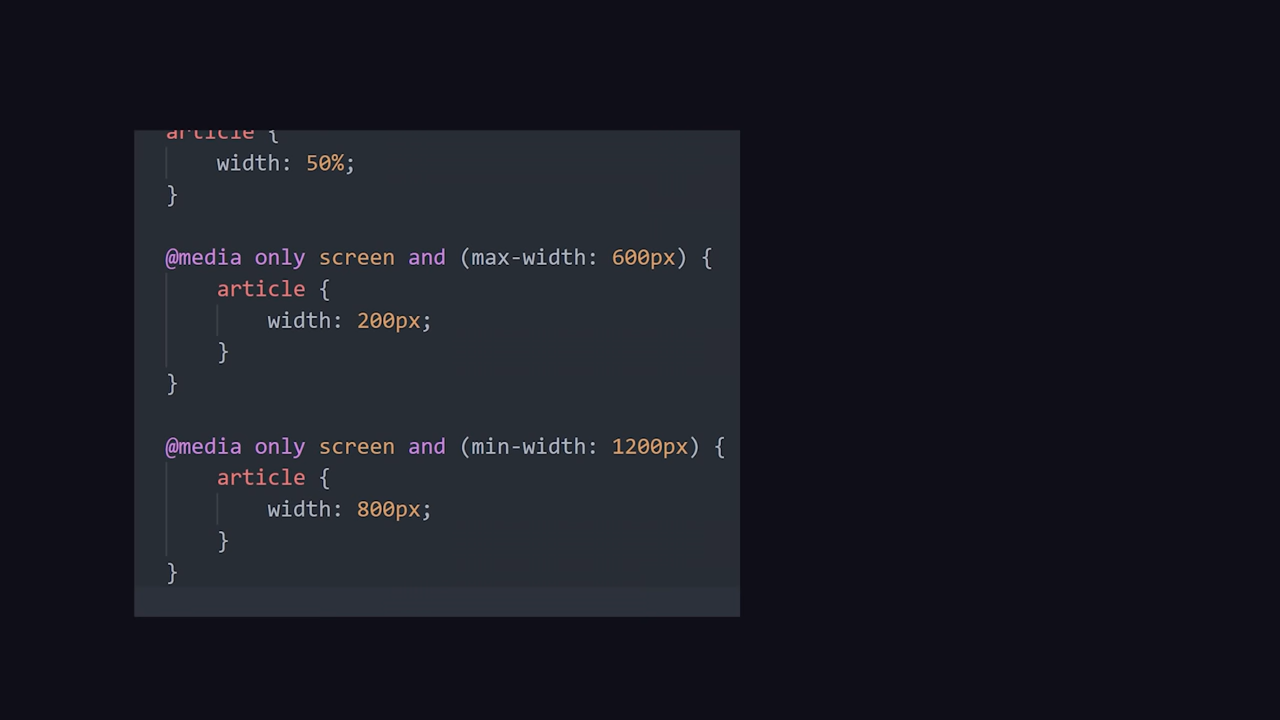 article {
    width: 50%;
}
@media only screen and (max-width: 600px) {
    article {
        width: 200px;
    }
}
@media only screen and (min-width: 1200px) {
    article {
        width: 800px;
    }
}